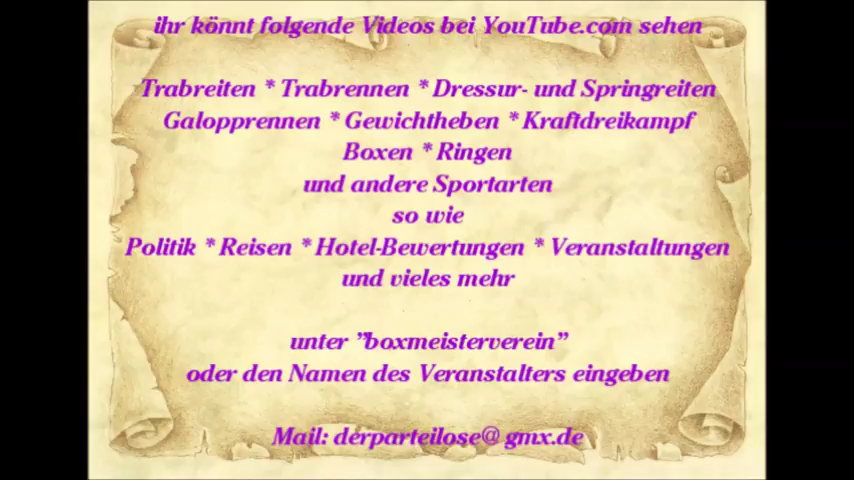 ihr könnt folgende Videos bei YouTube.com sehen
Trabreiten * Trabrennen * Dressur- und Springreiten
Galopprennen * Gewichtheben * Kraftdreikampf
Boxen * Ringen
und andere Sportarten
so wie
Politik * Reisen * Hotel-Bewertungen * Veranstaltungen
und vieles mehr
unter "boxmeisterverein"
oder den Namen des Veranstalters eingeben
Mail: derparteilose@gmx.de